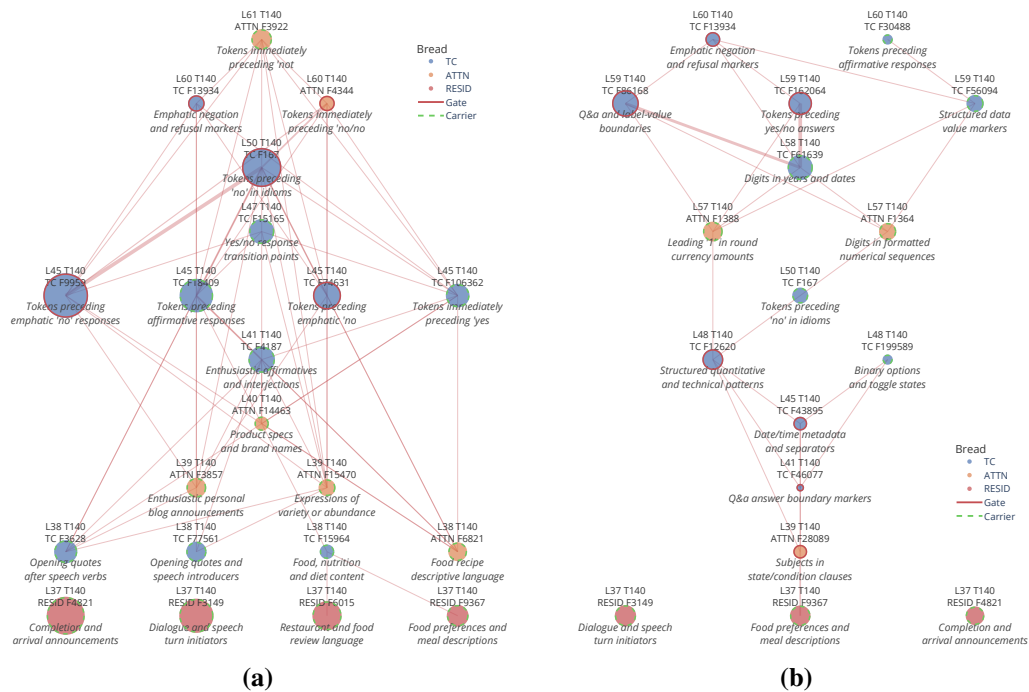 L61 T140
ATTN F3922
Tokens immediately
preceding 'not
L60 T140
TC F13934
Emphatic negation
and refusal markers
L60 T140
ATTN F4344
Tokens immediately
preceding 'no/no
Bread
TC
ATTN
RESID
Gate
Carrier
L50 T140
TC F167
Tokens preceding
'no' in idioms
L47 T140
TC F15165
Yes/no response
transition points
L45 T140
TC F9959
Tokens preceding
emphatic 'no' responses
L45 T140
TC F18409
Tokens preceding
affirmative responses
L45 T140
TC F74631
Tokens preceding
emphatic 'no
L45 T140
TC F106362
Tokens immediately
preceding 'yes
L41 T140
TC F4187
Enthusiastic affirmatives
and interjections
L40 T140
ATTN F14463
Product specs
and brand names
L39 T140
ATTN F3857
Enthusiastic personal
blog announcements
L39 T140
ATTN F15470
Expressions of
variety or abundance
L38 T140
TC F3628
Opening quotes
after speech verbs
L38 T140
TC F77561
Opening quotes and
speech introducers
L38 T140
TC F15964
Food, nutrition
and diet content
L38 T140
ATTN F6821
Food recipe
descriptive language
L37 T140
RESID F4821
Completion and
arrival announcements
L37 T140
RESID F3149
Dialogue and speech
turn initiators
L37 T140
RESID F6015
Restaurant and food
review language
L37 T140
RESID F9367
Food preferences and
meal descriptions
(a)
L60 T140
TC F13934
Emphatic negation
and refusal markers
L60 T140
TC F30488
Tokens preceding
affirmative responses
L59 T140
TC F86168
Q&a and label-value
boundaries
L59 T140
TC F162064
Tokens preceding
yes/no answers
L59 T140
TC F56094
Structured data
value markers
L58 T140
TC F61639
Digits in years and dates
L57 T140
ATTN F1388
Leading '1' in round
currency amounts
L57 T140
ATTN F1364
Digits in formatted
numerical sequences
L50 T140
TC F167
Tokens preceding
'no' in idioms
L48 T140
TC F12620
Structured quantitative
and technical patterns
L48 T140
TC F199589
Binary options
and toggle states
L45 T140
TC F43895
Date/time metadata
and separators
L41 T140
TC F46077
Q&a answer boundary markers
Bread
TC
ATTN
RESID
Gate
Carrier
L39 T140
ATTN F28089
Subjects in
state/condition clauses
L37 T140
RESID F3149
Dialogue and speech
turn initiators
L37 T140
RESID F9367
Food preferences and
meal descriptions
L37 T140
RESID F4821
Completion and
arrival announcements
(b)